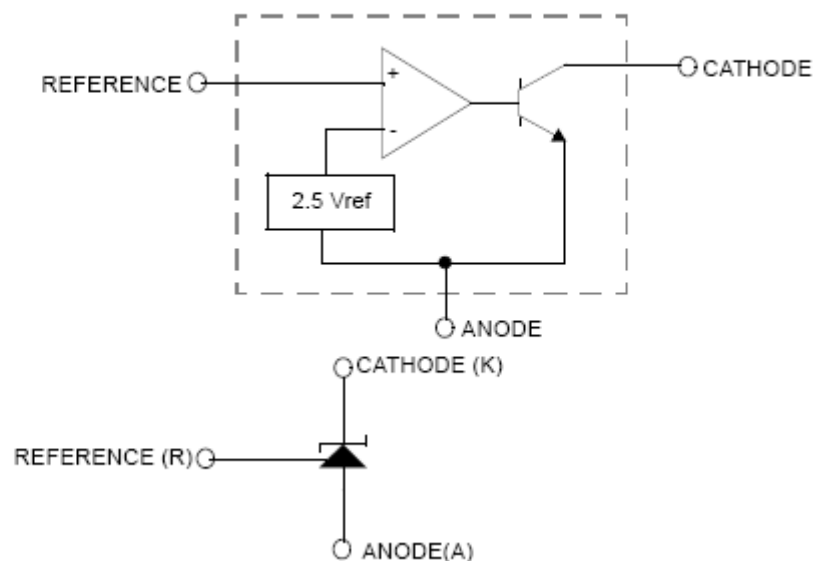 REFERENCE
+
-
CATHODE
2.5 Vref
ANODE
CATHODE (K)
REFERENCE (R)
ANODE(A)